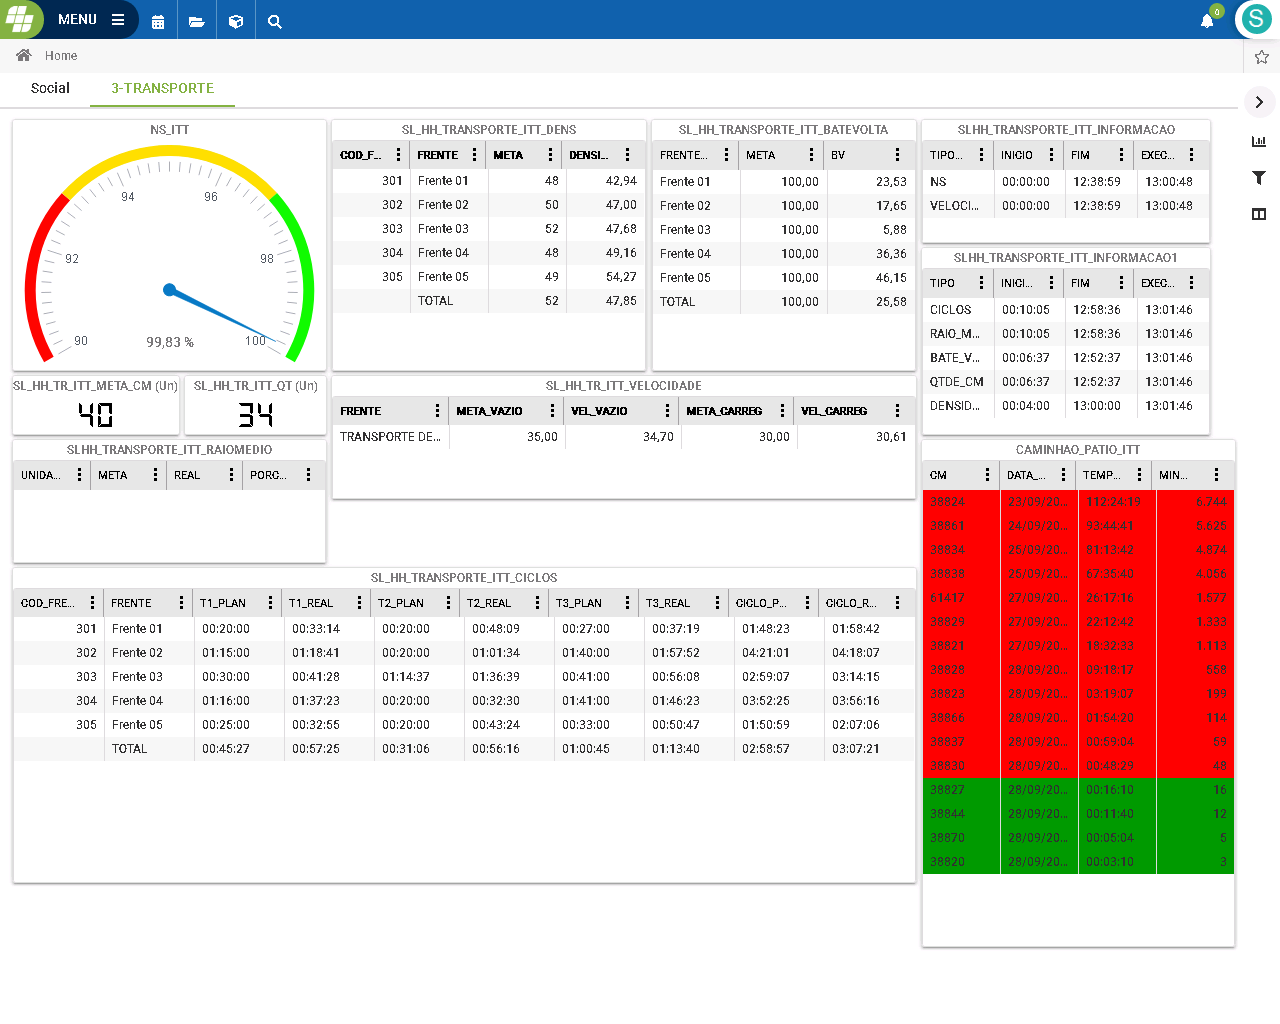 MENU
0
S
Home
Social 3-TRANSPORTE
NS_ITT
90 92 94 96 98 100
99,83 %
SL_HH_TRANSPORTE_ITT_DENS
COD_F... FRENTE META DENSI...
301 Frente 01 48 42,94
302 Frente 02 50 47,00
303 Frente 03 52 47,68
304 Frente 04 48 49,16
305 Frente 05 49 54,27
TOTAL 52 47,85
SL_HH_TRANSPORTE_ITT_BATEVOLTA
FRENTE... META BV
Frente 01 100,00 23,53
Frente 02 100,00 17,65
Frente 03 100,00 5,88
Frente 04 100,00 36,36
Frente 05 100,00 46,15
TOTAL 100,00 25,58
SLHH_TRANSPORTE_ITT_INFORMACAO
TIPO... INICIO FIM EXEC...
NS 00:00:00 12:38:59 13:00:48
VELOCI... 00:00:00 12:38:59 13:00:48
SLHH_TRANSPORTE_ITT_INFORMACAO1
TIPO INICI... FIM EXEC...
CICLOS 00:10:05 12:58:36 13:01:46
RAIO_M... 00:10:05 12:58:36 13:01:46
BATE_V... 00:06:37 12:52:37 13:01:46
QTDE_CM 00:06:37 12:52:37 13:01:46
DENSID... 00:04:00 13:00:00 13:01:46
SL_HH_TR_ITT_META_CM (Un)
40
SL_HH_TR_ITT_QT (Un)
34
SL_HH_TR_ITT_VELOCIDADE
FRENTE META_VAZIO VEL_VAZIO META_CARREG VEL_CARREG
TRANSPORTE DE... 35,00 34,70 30,00 30,61
SLHH_TRANSPORTE_ITT_RAIOMEDIO
UNIDA... META REAL PORC...
CAMINHAO_PATIO_ITT
CM DATA_... TEMP... MIN...
38824 23/09/20... 112:24:19 6.744
38861 24/09/20... 93:44:41 5.625
38834 25/09/20... 81:13:42 4.874
38838 25/09/20... 67:35:40 4.056
51417 27/09/20... 26:17:16 1.577
38829 27/09/20... 22:12:42 1.333
38821 27/09/20... 18:32:33 1.113
38828 28/09/20... 09:18:17 558
38823 28/09/20... 03:19:07 199
38866 28/09/20... 01:54:20 114
38837 28/09/20... 00:59:04 59
38830 28/09/20... 00:48:29 48
38827 28/09/20... 00:16:10 16
38844 28/09/20... 00:11:40 12
38870 28/09/20... 00:05:04 5
38820 28/09/20... 00:03:10 3
SL_HH_TRANSPORTE_ITT_CICLOS
COD_FRE... FRENTE T1_PLAN T1_REAL T2_PLAN T2_REAL T3_PLAN T3_REAL CICLO_P... CICLO_R...
301 Frente 01 00:20:00 00:33:14 00:20:00 00:48:09 00:27:00 00:37:19 01:48:23 01:58:42
302 Frente 02 01:15:00 01:18:41 00:20:00 01:01:34 01:40:00 01:57:52 04:21:01 04:18:07
303 Frente 03 00:30:00 00:41:28 01:14:37 01:36:39 00:41:00 00:56:08 02:59:07 03:14:15
304 Frente 04 01:16:00 01:37:23 00:20:00 00:32:30 01:41:00 01:46:23 03:52:25 03:56:16
305 Frente 05 00:25:00 00:32:55 00:20:00 00:43:24 00:33:00 00:50:47 01:50:59 02:07:06
TOTAL 00:45:27 00:57:25 00:31:06 00:56:16 01:00:45 01:13:40 02:58:57 03:07:21